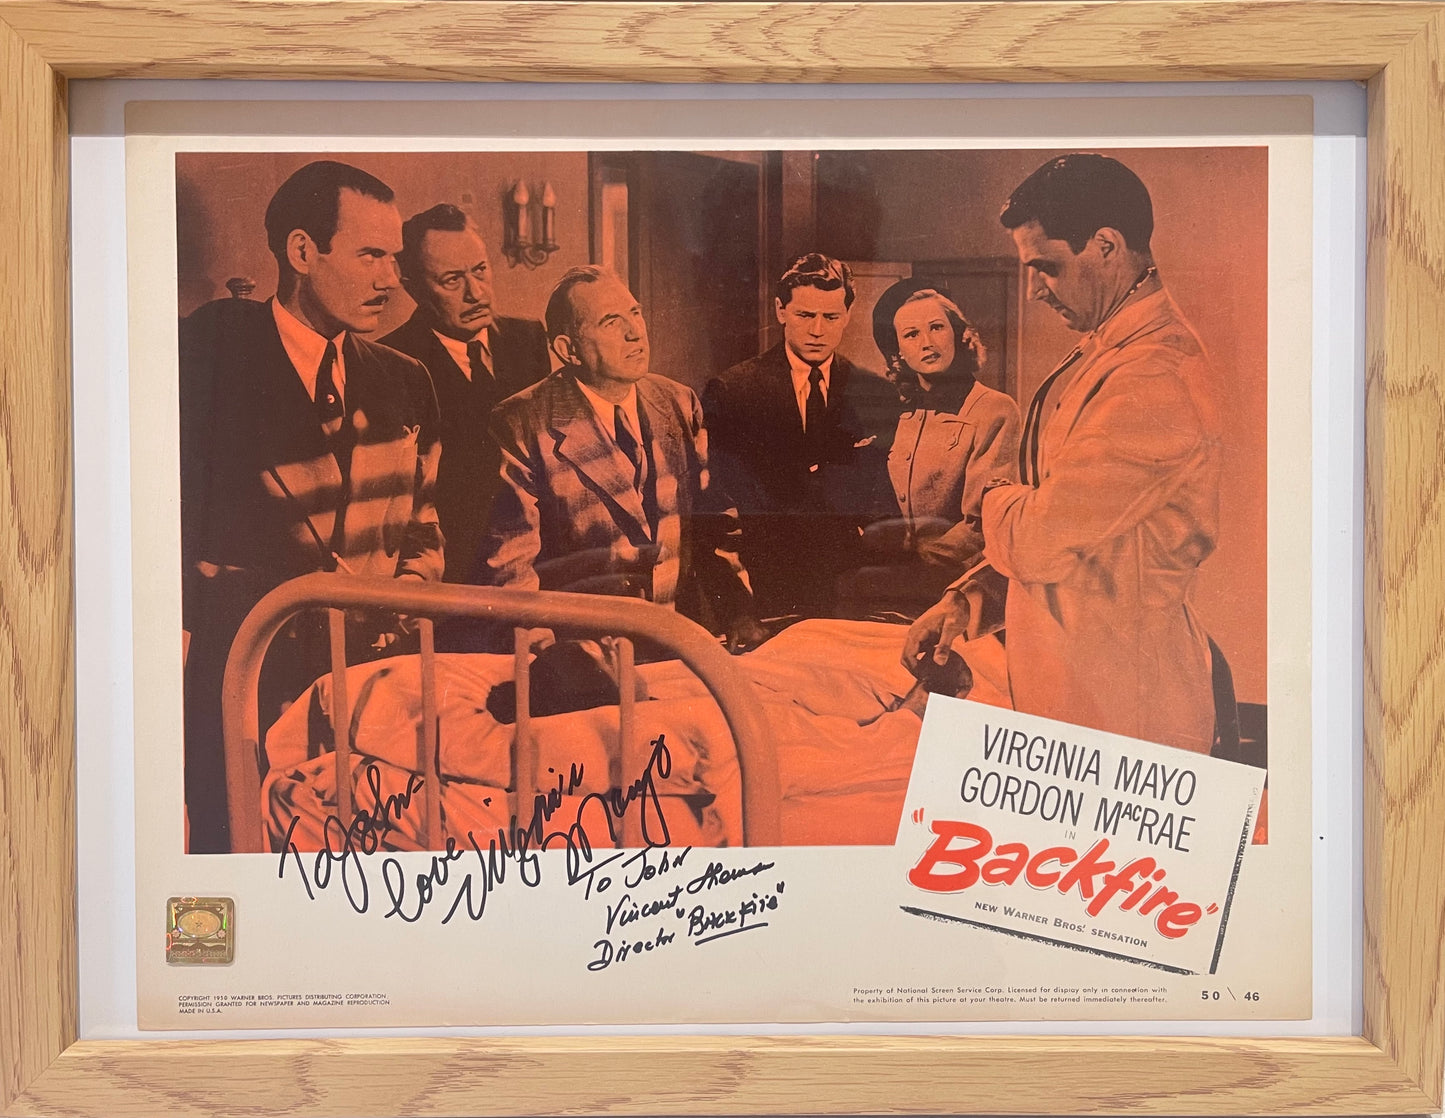 VIRGINIA MAYO
GORDON MACRAE
IN
"Backfire"
NEW WARNER BROS.' SENSATION
To John-
love Virginia
Mayo
To John
Vincent Sherman
Director "Backfire"
COPYRIGHT 1950 WARNER BROS. PICTURES DISTRIBUTING CORPORATION
PERMISSION GRANTED FOR NEWSPAPER AND MAGAZINE REPRODUCTION
MADE IN U.S.A.
Property of National Screen Service Corp. Licensed for display only in connection with
the exhibition of this picture at your theatre. Must be returned immediately thereafter.
50 \ 46